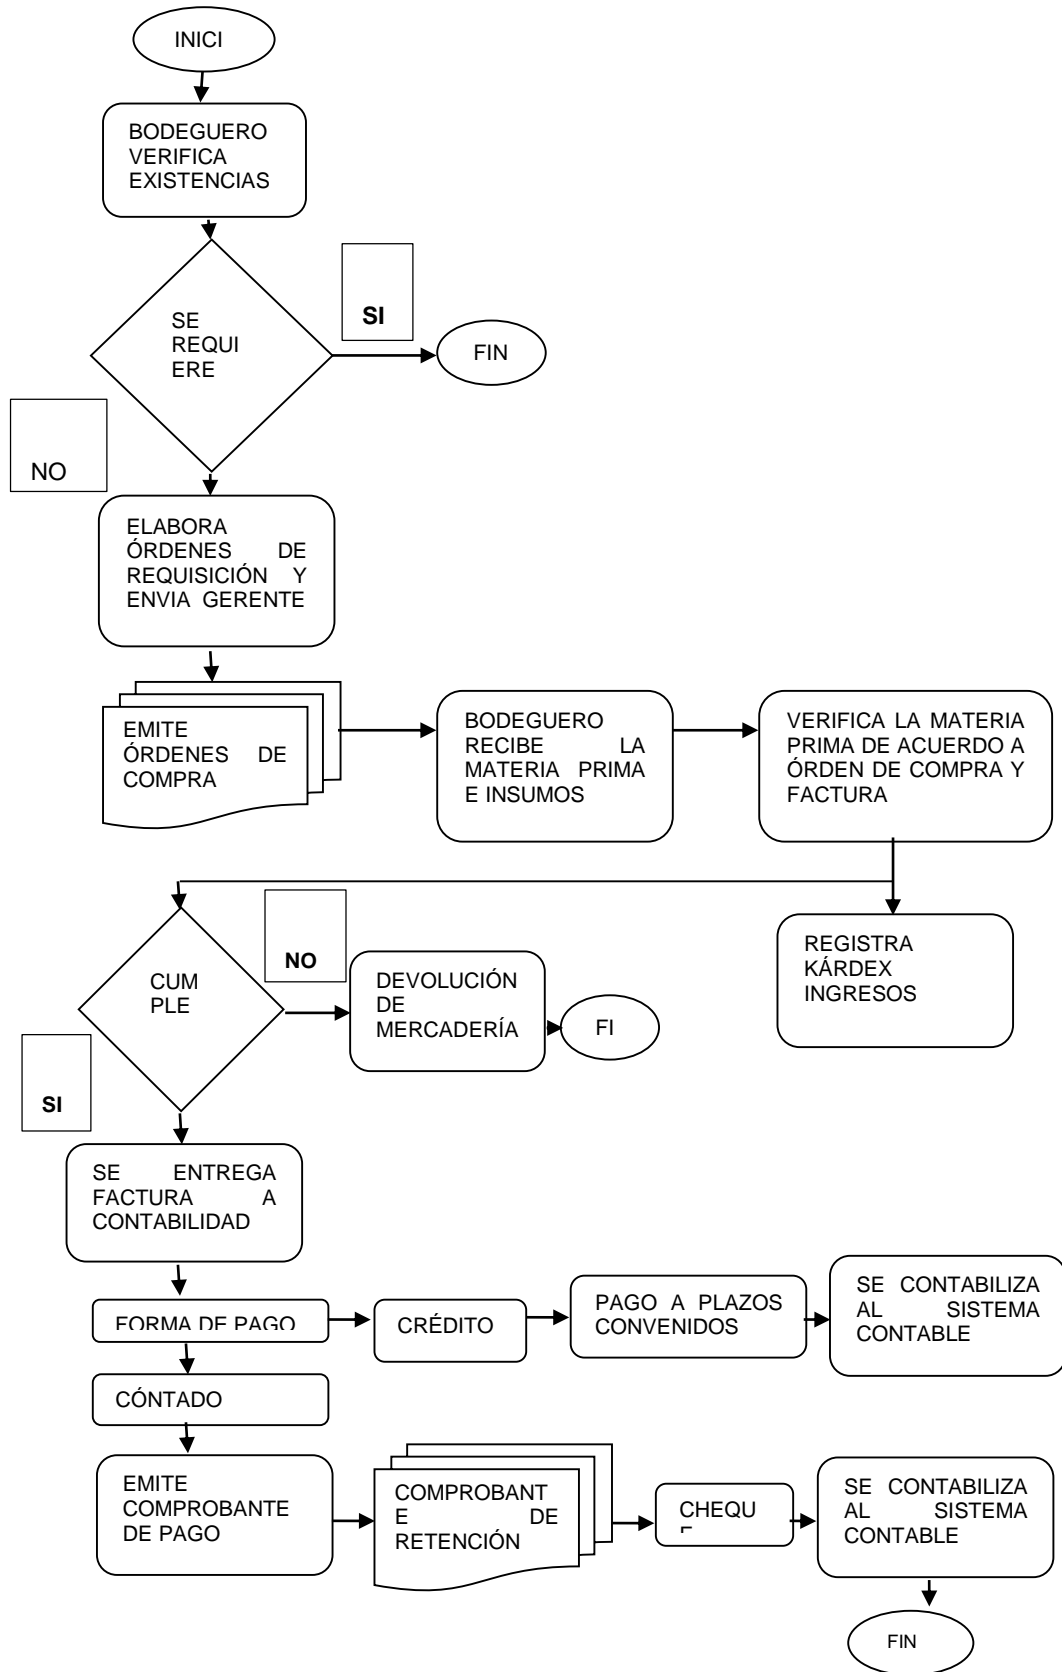 INICI
BODEGUERO
VERIFICA
EXISTENCIAS
SI
SE
REQUI
ERE
FIN
NO
ELABORA
ÓRDENES DE
REQUISICIÓN Y
ENVIA GERENTE
EMITE
ÓRDENES DE
COMPRA
BODEGUERO
RECIBE LA
MATERIA PRIMA
E INSUMOS
VERIFICA LA MATERIA
PRIMA DE ACUERDO A
ÓRDEN DE COMPRA Y
FACTURA
REGISTRA
KÁRDEX
INGRESOS
CUM
PLE
NO
DEVOLUCIÓN
DE
MERCADERÍA
FI
SI
SE ENTREGA
FACTURA A
CONTABILIDAD
FORMA DE PAGO
CRÉDITO
PAGO A PLAZOS
CONVENIDOS
SE CONTABILIZA
AL SISTEMA
CONTABLE
CÓNTADO
EMITE
COMPROBANTE
DE PAGO
COMPROBANT
E DE
RETENCIÓN
CHEQU
E
SE CONTABILIZA
AL SISTEMA
CONTABLE
FIN